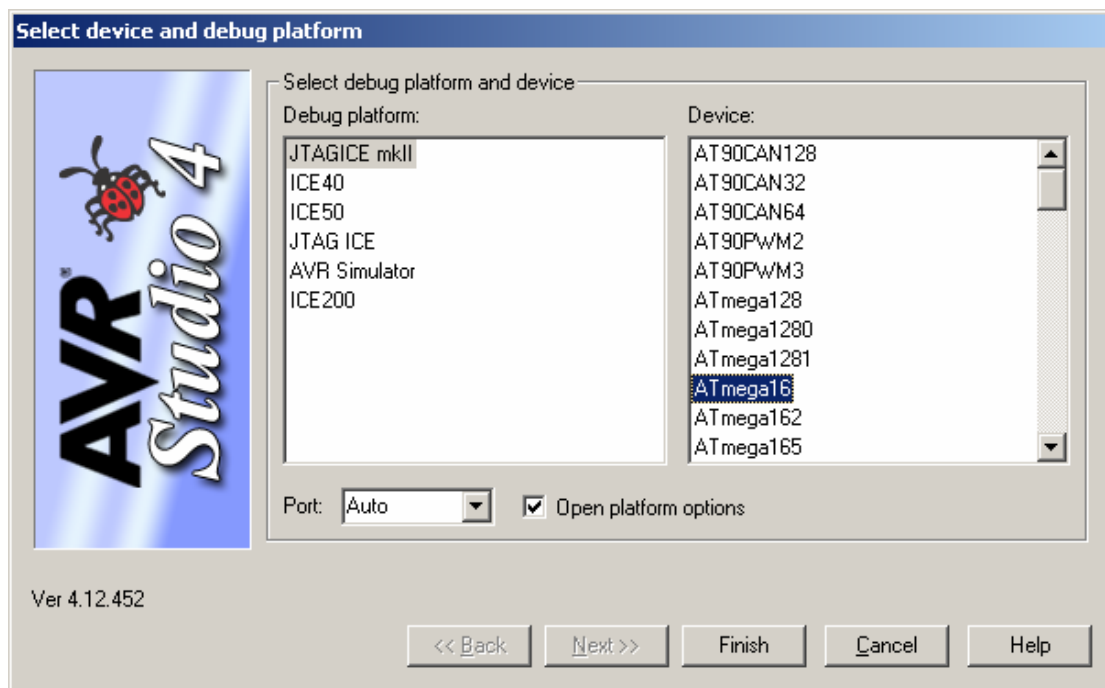 Select device and debug platform
AVR®
Studio 4
Select debug platform and device
Debug platform:
JTAGICE mkII
ICE40
ICE50
JTAG ICE
AVR Simulator
ICE200
Device:
AT90CAN128
AT90CAN32
AT90CAN64
AT90PWM2
AT90PWM3
ATmega128
ATmega1280
ATmega1281
ATmega16
ATmega162
ATmega165
Port: Auto Open platform options
Ver 4.12.452
<< Back Next >> Finish Cancel Help